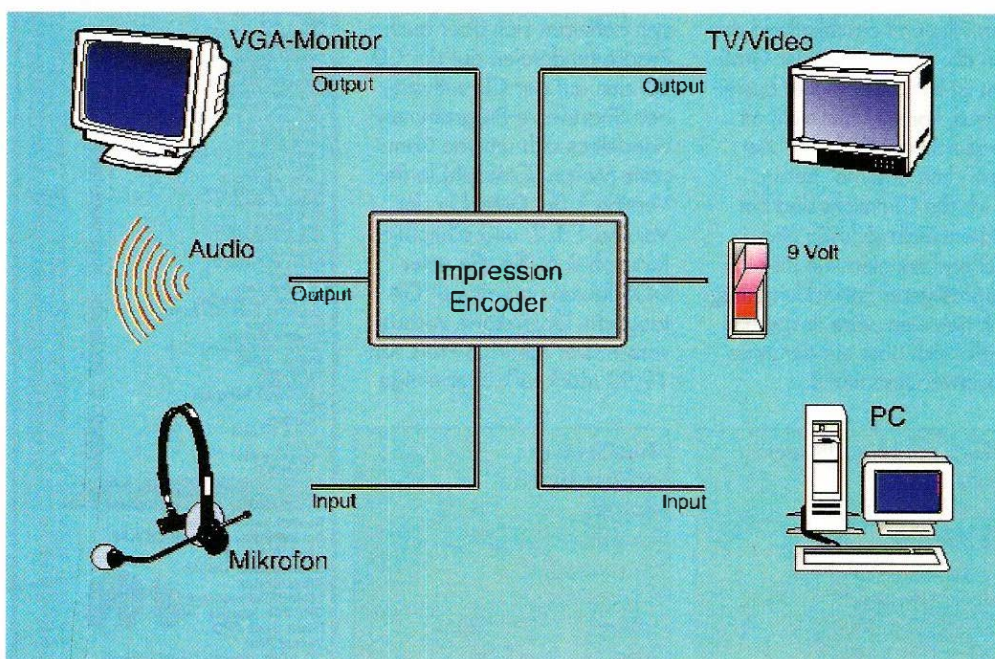 VGA-Monitor
Output
TV/Video
Output
Audio
Output
Impression
Encoder
9 Volt
Mikrofon
Input
PC
Input